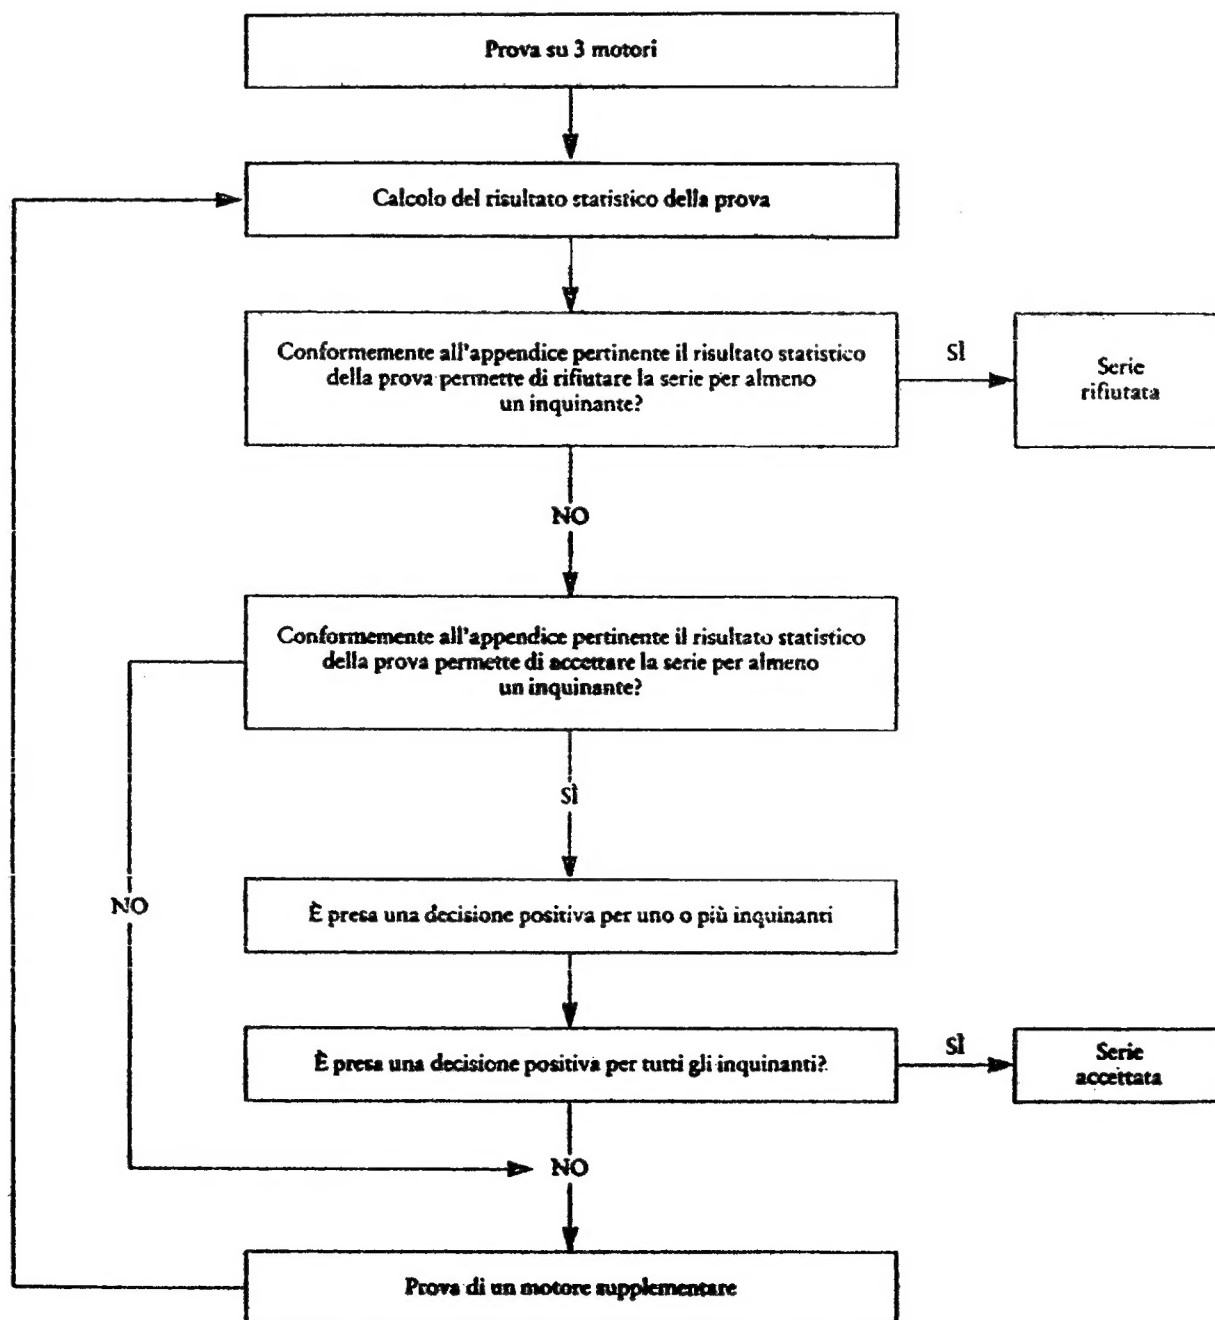 Prova su 3 motori
Calcolo del risultato statistico della prova
Conformemente all'appendice pertinente il risultato statistico
della prova permette di rifiutare la serie per almeno
un inquinante?
SÌ
Serie
rifiutata
NO
Conformemente all'appendice pertinente il risultato statistico
della prova permette di accettare la serie per almeno
un inquinante?
SÌ
NO
È presa una decisione positiva per uno o più inquinanti
È presa una decisione positiva per tutti gli inquinanti?
SÌ
Serie
accettata
NO
Prova di un motore supplementare